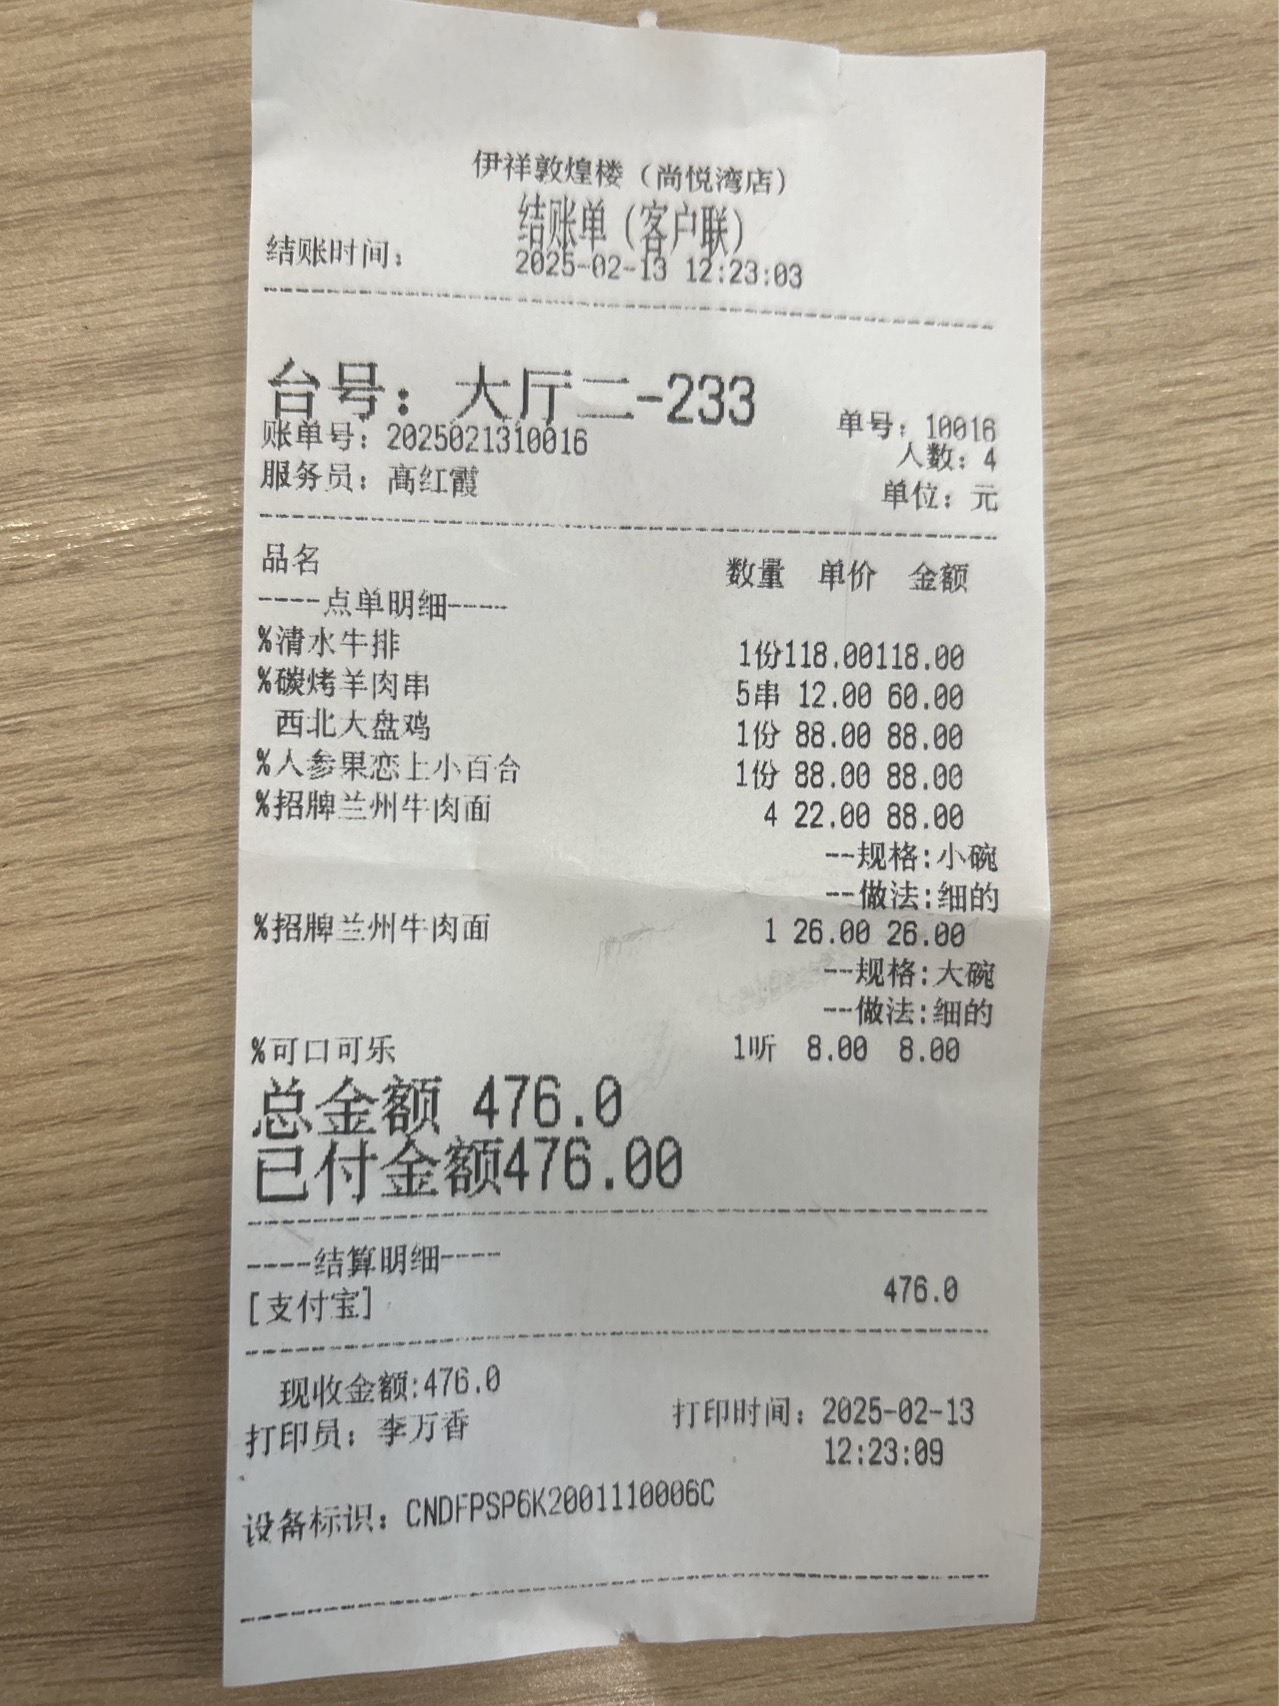 伊祥敦煌楼（尚悦湾店）
结账单（客户联）
结账时间： 2025-02-13 12:23:03
台号：大厅二-233
单号：10016
账单号：2025021310016
人数：4
服务员：高红霞
单位：元
品名 数量 单价 金额
----点单明细----
%清水牛排 1份118.00118.00
%碳烤羊肉串 5串 12.00 60.00
西北大盘鸡 1份 88.00 88.00
%人参果恋上小百合 1份 88.00 88.00
%招牌兰州牛肉面 4 22.00 88.00
--规格:小碗
--做法:细的
%招牌兰州牛肉面 1 26.00 26.00
--规格:大碗
--做法:细的
%可口可乐 1听 8.00 8.00
总金额 476.0
已付金额476.00
----结算明细----
[支付宝] 476.0
现收金额:476.0
打印员：李万香 打印时间：2025-02-13
12:23:09
设备标识：CNDFPSP6K2001110006C